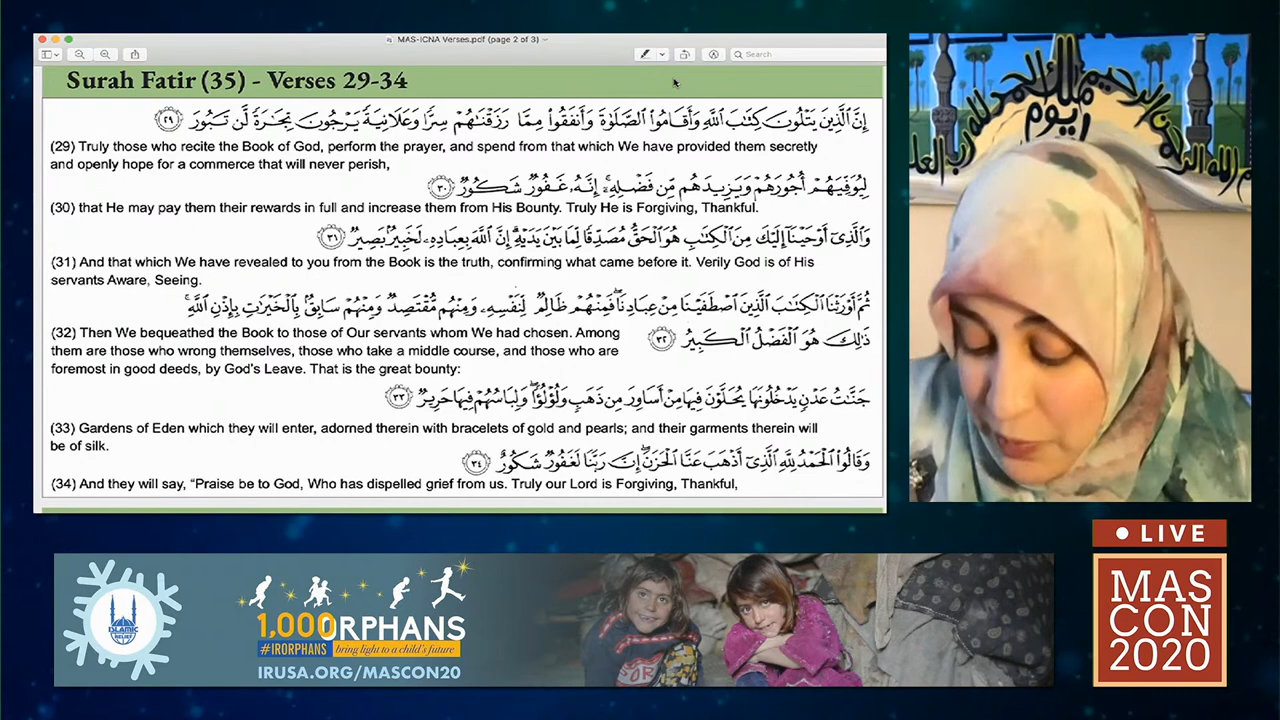 MAS-ICNA Verses.pdf (page 2 of 3)
Search
Surah Fatir (35) - Verses 29-34
إِنَّ ٱلَّذِينَ يَتْلُونَ كِتَٰبَ ٱللَّهِ وَأَقَامُوا۟ ٱلصَّلَوٰةَ وَأَنفَقُوا۟ مِمَّا رَزَقْنَٰهُمْ سِرًّا وَعَلَانِيَةً يَرْجُونَ تِجَٰرَةً لَّن تَبُورَ ٢٩
(29) Truly those who recite the Book of God, perform the prayer, and spend from that which We have provided them secretly
and openly hope for a commerce that will never perish,
لِيُوَفِّيَهُمْ أُجُورَهُمْ وَيَزِيدَهُم مِّن فَضْلِهِۦٓ إِنَّهُۥ غَفُورٌ شَكُورٌ ٣٠
(30) that He may pay them their rewards in full and increase them from His Bounty. Truly He is Forgiving, Thankful.
وَٱلَّذِىٓ أَوْحَيْنَآ إِلَيْكَ مِنَ ٱلْكِتَٰبِ هُوَ ٱلْحَقُّ مُصَدِّقًا لِّمَا بَيْنَ يَدَيْهِ إِنَّ ٱللَّهَ بِعِبَادِهِۦ لَخَبِيرٌۢ بَصِيرٌ ٣١
(31) And that which We have revealed to you from the Book is the truth, confirming what came before it. Verily God is of His
servants Aware, Seeing.
ثُمَّ أَوْرَثْنَا ٱلْكِتَٰبَ ٱلَّذِينَ ٱصْطَفَيْنَا مِنْ عِبَادِنَا فَمِنْهُمْ ظَالِمٌ لِّنَفْسِهِۦ وَمِنْهُم مُّقْتَصِدٌ وَمِنْهُمْ سَابِقٌۢ بِٱلْخَيْرَٰتِ بِإِذْنِ ٱللَّهِ
ذَٰلِكَ هُوَ ٱلْفَضْلُ ٱلْكَبِيرُ ٣٢
(32) Then We bequeathed the Book to those of Our servants whom We had chosen. Among
them are those who wrong themselves, those who take a middle course, and those who are
foremost in good deeds, by God's Leave. That is the great bounty:
جَنَّٰتُ عَدْنٍ يَدْخُلُونَهَا يُحَلَّوْنَ فِيهَا مِنْ أَسَاوِرَ مِن ذَهَبٍ وَلُؤْلُؤًا وَلِبَاسُهُمْ فِيهَا حَرِيرٌ ٣٣
(33) Gardens of Eden which they will enter, adorned therein with bracelets of gold and pearls; and their garments therein will
be of silk.
وَقَالُوا۟ ٱلْحَمْدُ لِلَّهِ ٱلَّذِىٓ أَذْهَبَ عَنَّا ٱلْحَزَنَ إِنَّ رَبَّنَا لَغَفُورٌ شَكُورٌ ٣٤
(34) And they will say, "Praise be to God, Who has dispelled grief from us. Truly our Lord is Forgiving, Thankful,
LIVE
MAS
CON
2020
ISLAMIC
RELIEF
1,000 ORPHANS
#IRORPHANS bring light to a child's future
IRUSA.ORG/MASCON20